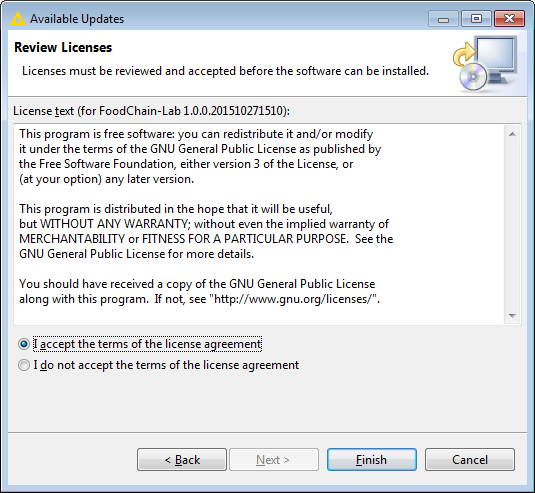 Available Updates
Review Licenses
Licenses must be reviewed and accepted before the software can be installed.
License text (for FoodChain-Lab 1.0.0.201510271510):
This program is free software: you can redistribute it and/or modify
it under the terms of the GNU General Public License as published by
the Free Software Foundation, either version 3 of the License, or
(at your option) any later version.
This program is distributed in the hope that it will be useful,
but WITHOUT ANY WARRANTY; without even the implied warranty of
MERCHANTABILITY or FITNESS FOR A PARTICULAR PURPOSE.  See the
GNU General Public License for more details.
You should have received a copy of the GNU General Public License
along with this program.  If not, see "http://www.gnu.org/licenses/".
I accept the terms of the license agreement
I do not accept the terms of the license agreement
< Back
Next >
Finish
Cancel